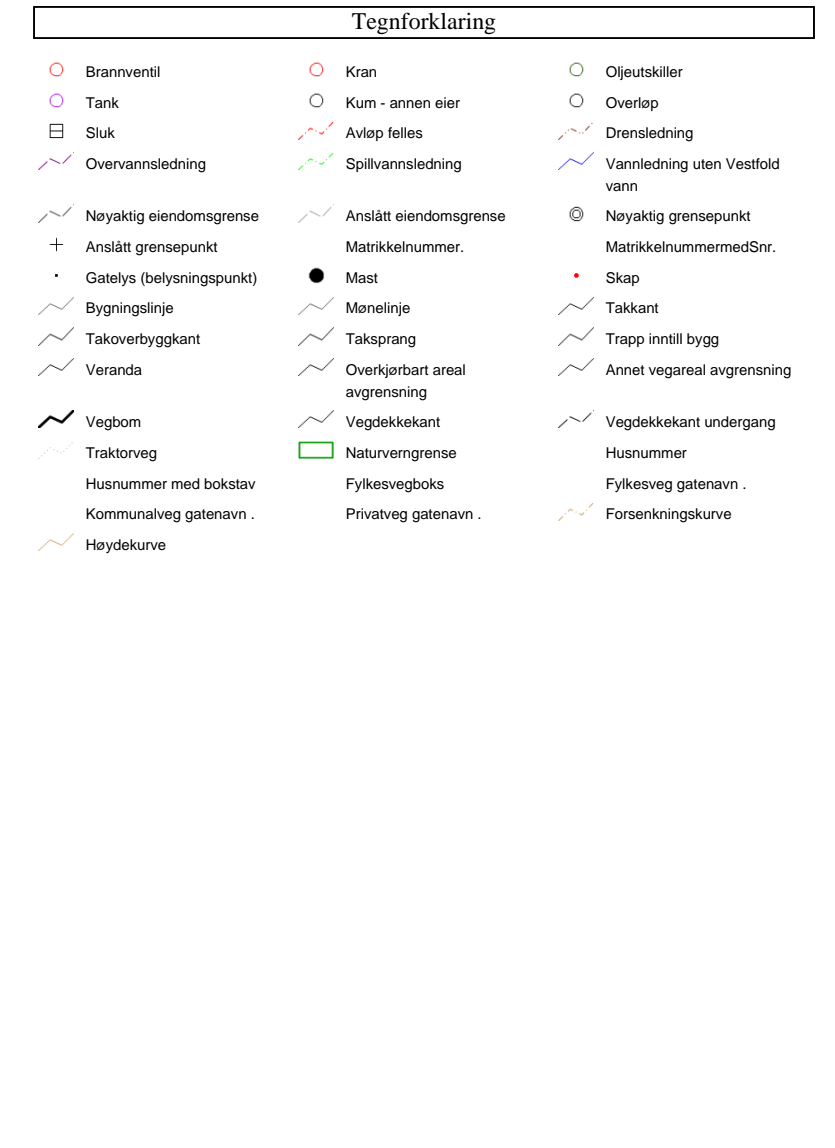 Tegnforklaring
Brannventil Kran Oljeutskiller
Tank Kum - annen eier Overløp
Sluk Avløp felles Drensledning
Overvannsledning Spillvannsledning Vannledning uten Vestfold
vann
Nøyaktig eiendomsgrense Anslått eiendomsgrense Nøyaktig grensepunkt
Anslått grensepunkt Matrikkelnummer. MatrikkelnummermedSnr.
Gatelys (belysningspunkt) Mast Skap
Bygningslinje Mønelinje Takkant
Takoverbyggkant Taksprang Trapp inntill bygg
Veranda Overkjørbart areal Annet vegareal avgrensning
avgrensning
Vegbom Vegdekkekant Vegdekkekant undergang
Traktorveg Naturverngrense Husnummer
Husnummer med bokstav Fylkesvegboks Fylkesveg gatenavn .
Kommunalveg gatenavn . Privatveg gatenavn . Forsenkningskurve
Høydekurve